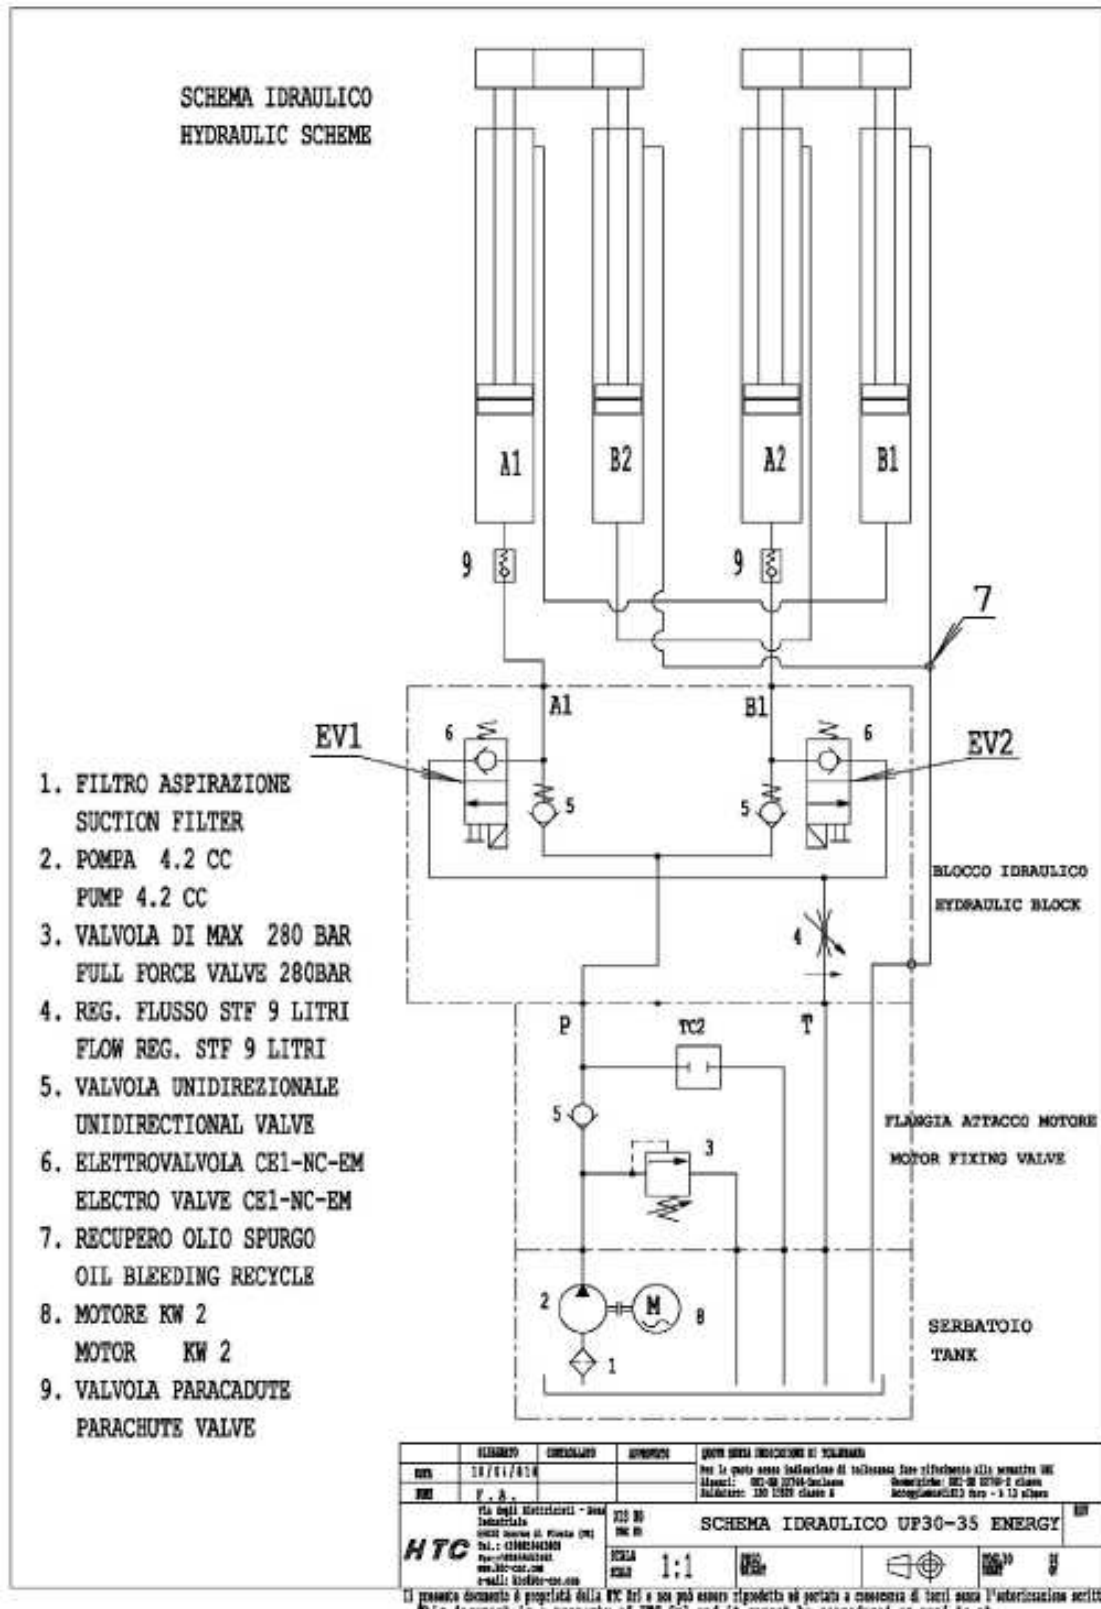 SCHEMA IDRAULICO
HYDRAULIC SCHEME
A1
B2
A2
B1
9
9
7
A1
B1
EV1
6
6
EV2
5
5
1. FILTRO ASPIRAZIONE
SUCTION FILTER
2. POMPA 4.2 CC
PUMP 4.2 CC
3. VALVOLA DI MAX 280 BAR
FULL FORCE VALVE 280BAR
4. REG. FLUSSO STF 9 LITRI
FLOW REG. STF 9 LITRI
5. VALVOLA UNIDIREZIONALE
UNIDIRECTIONAL VALVE
6. ELETTROVALVOLA CE1-NC-EM
ELECTRO VALVE CE1-NC-EM
7. RECUPERO OLIO SPURGO
OIL BLEEDING RECYCLE
8. MOTORE KW 2
MOTOR KW 2
9. VALVOLA PARACADUTE
PARACHUTE VALVE
BLOCCO IDRAULICO
HYDRAULIC BLOCK
4
P
TC2
T
5
3
FLANGIA ATTACCO MOTORE
MOTOR FIXING VALVE
2
M
8
1
SERBATOIO
TANK
CONTROLLATO
APPROVATO
F.A.
HTC
SCHEMA IDRAULICO UP30-35 ENERGY
SCALA
1:1